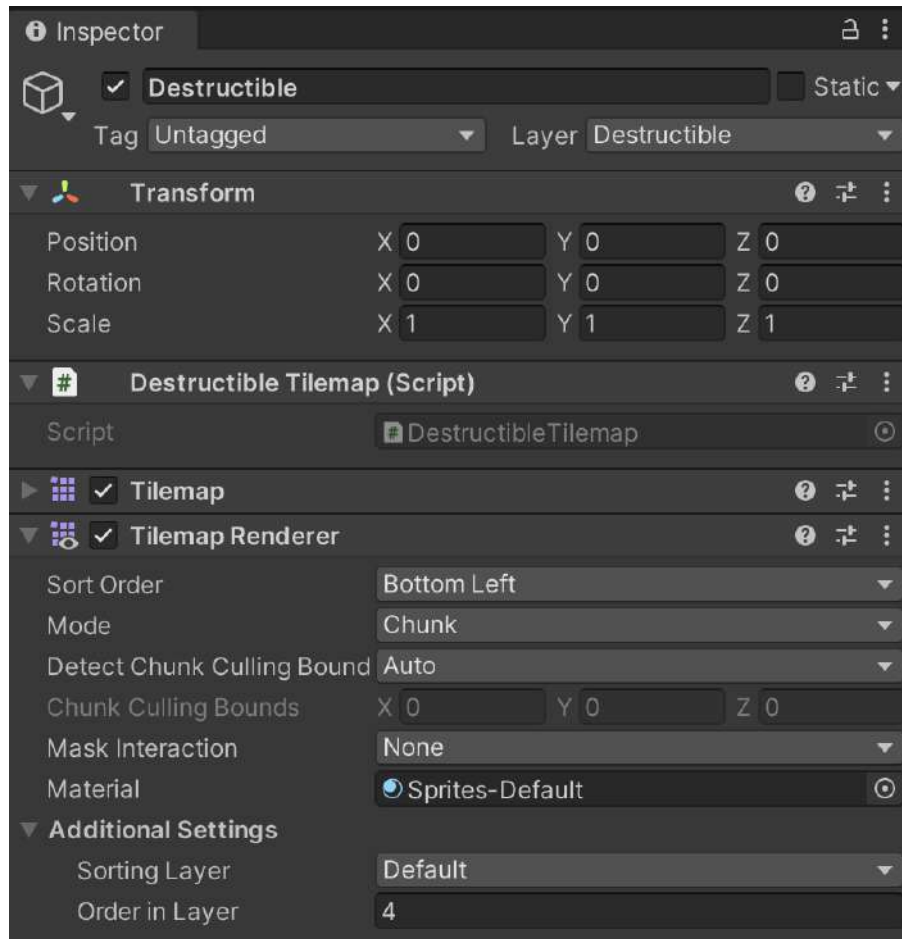 Inspector
Destructible Static
Tag Untagged Layer Destructible
Transform
Position X 0 Y 0 Z 0
Rotation X 0 Y 0 Z 0
Scale X 1 Y 1 Z 1
# Destructible Tilemap (Script)
Script # DestructibleTilemap
Tilemap
Tilemap Renderer
Sort Order Bottom Left
Mode Chunk
Detect Chunk Culling Bound Auto
Chunk Culling Bounds X 0 Y 0 Z 0
Mask Interaction None
Material Sprites-Default
Additional Settings
Sorting Layer Default
Order in Layer 4